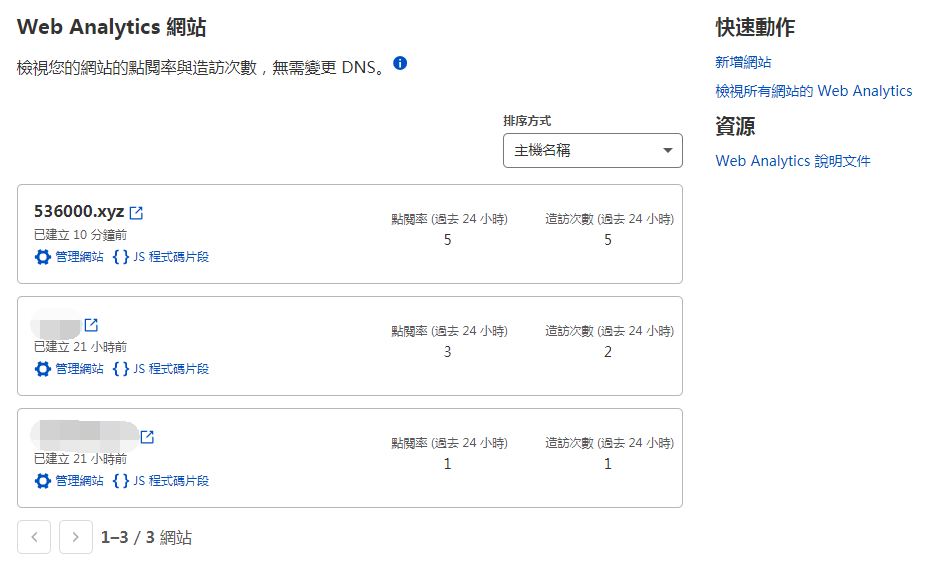 Web Analytics 網站
檢視您的網站的點閱率與造訪次數，無需變更 DNS。
排序方式
主機名稱
536000.xyz
已建立 10 分鐘前
管理網站 {} JS 程式碼片段
點閱率 (過去 24 小時)
5
造訪次數 (過去 24 小時)
5
已建立 21 小時前
管理網站 {} JS 程式碼片段
點閱率 (過去 24 小時)
3
造訪次數 (過去 24 小時)
2
已建立 21 小時前
管理網站 {} JS 程式碼片段
點閱率 (過去 24 小時)
1
造訪次數 (過去 24 小時)
1
1–3 / 3 網站
快速動作
新增網站
檢視所有網站的 Web Analytics
資源
Web Analytics 說明文件